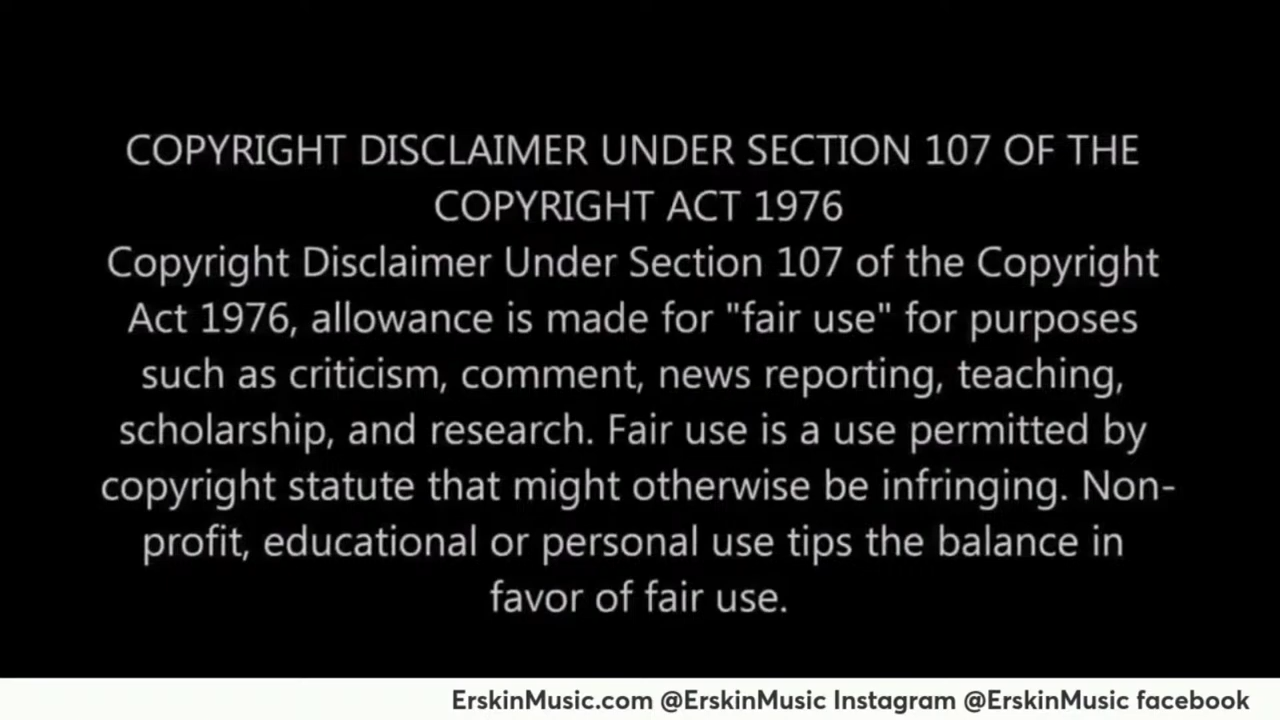 COPYRIGHT DISCLAIMER UNDER SECTION 107 OF THE
COPYRIGHT ACT 1976
Copyright Disclaimer Under Section 107 of the Copyright
Act 1976, allowance is made for "fair use" for purposes
such as criticism, comment, news reporting, teaching,
scholarship, and research. Fair use is a use permitted by
copyright statute that might otherwise be infringing. Non-
profit, educational or personal use tips the balance in
favor of fair use.
ErskinMusic.com @ErskinMusic Instagram @ErskinMusic facebook